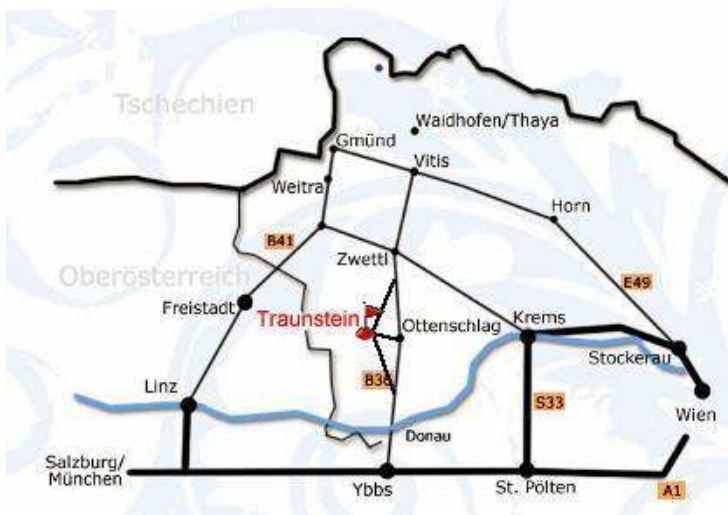 Tschechien
Waidhofen/Thaya
Gmünd
Vitis
Weitra
Horn
B41
Zwettl
Oberösterreich
E49
Freistadt
Traunstein
Krems
Ottenschlag
Stockerau
B36
Linz
S33
Wien
Donau
Salzburg/
München
Ybbs
St. Pölten
A1